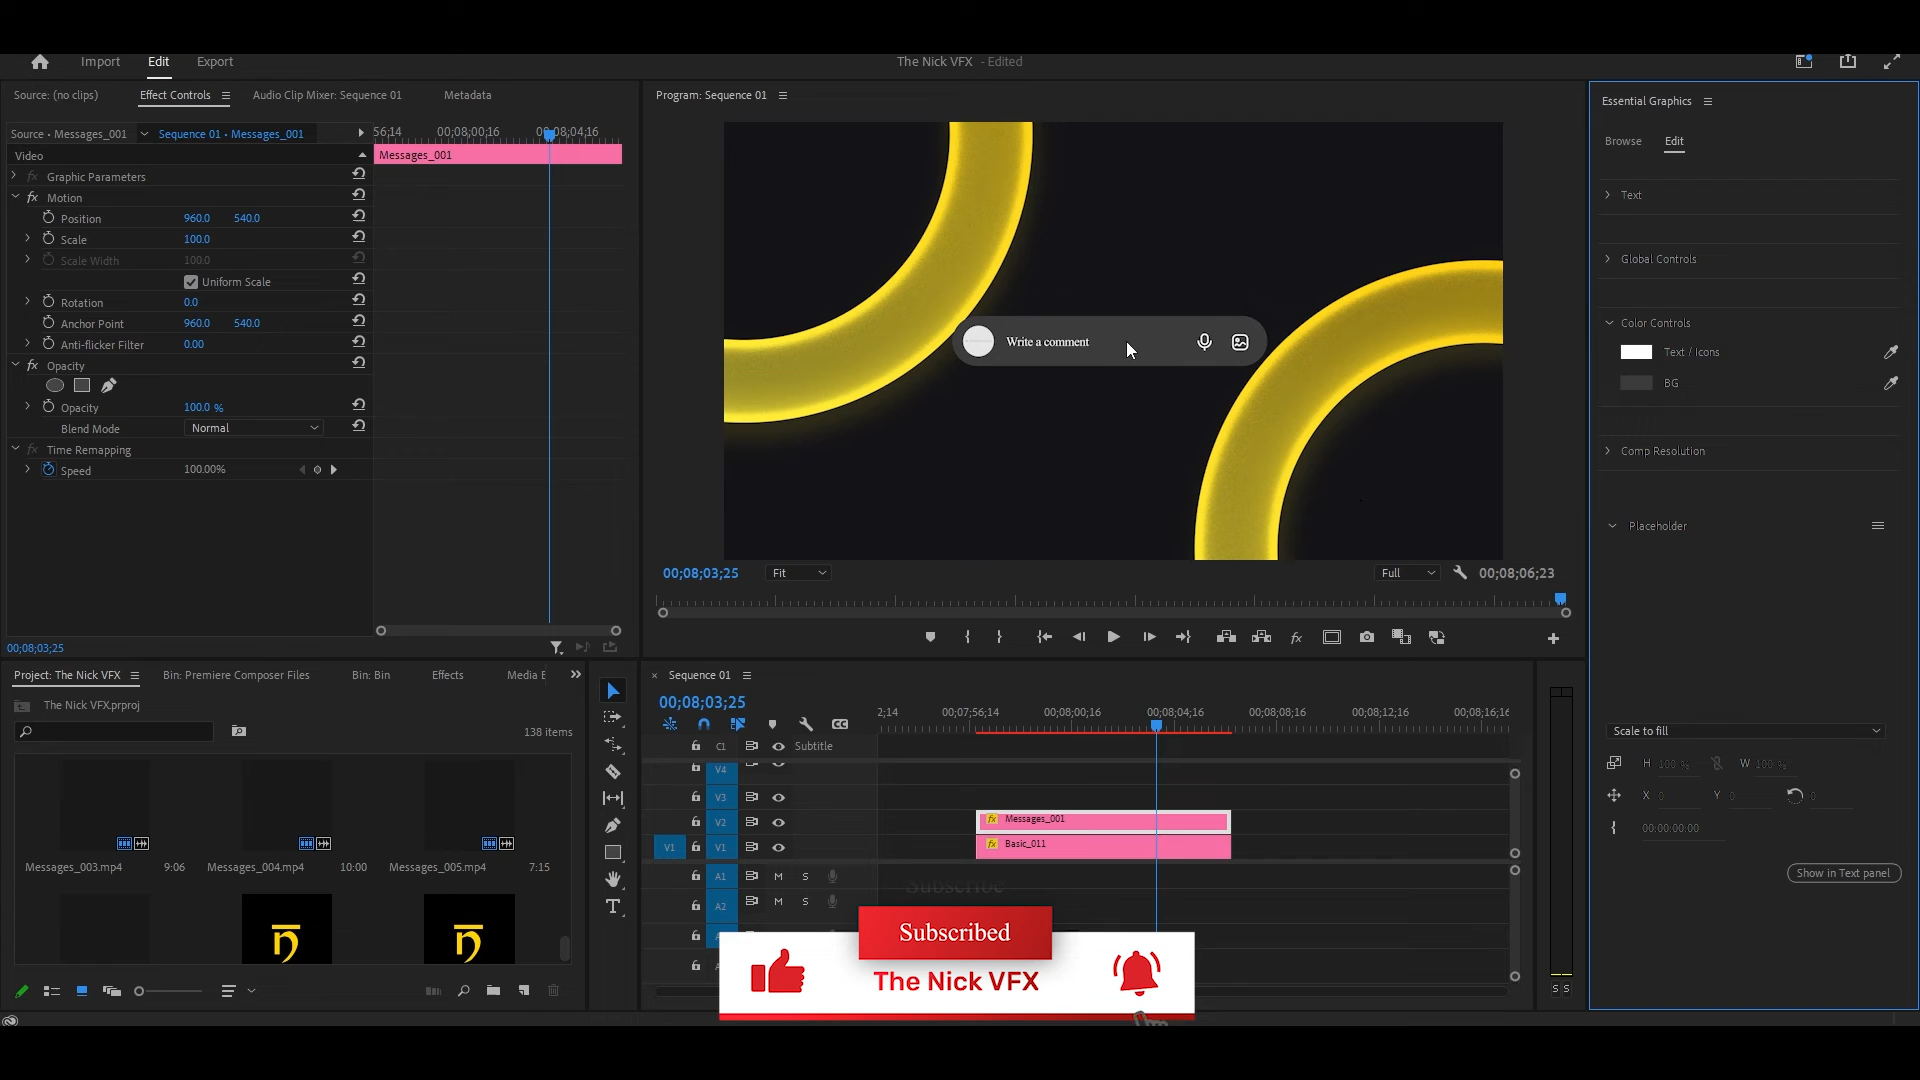 Import Edit Export The Nick VFX - Edited
Source: (no clips) Effect Controls Audio Clip Mixer: Sequence 01 Metadata
Source • Messages_001 Sequence 01 • Messages_001 56;14 00;08;00;16 00;08;04;16
Video Messages_001
fx Graphic Parameters
fx Motion
Position 960.0 540.0
Scale 100.0
Scale Width 100.0
Uniform Scale
Rotation 0.0
Anchor Point 960.0 540.0
Anti-flicker Filter 0.00
fx Opacity
Opacity 100.0 %
Blend Mode Normal
fx Time Remapping
Speed 100.00%
00;08;03;25
Program: Sequence 01
Write a comment
00;08;03;25 Fit Full 00;08;06;23
fx
Essential Graphics
Browse Edit
Text
Global Controls
Color Controls
Text / Icons
BG
Comp Resolution
Placeholder
Scale to fill
H 100 % W 100 %
X 0 Y 0 0
00:00:00:00
Show in Text panel
Project: The Nick VFX Bin: Premiere Composer Files Bin: Bin Effects Media E
The Nick VFX.prproj
138 items
Messages_003.mp4 9:06 Messages_004.mp4 10:00 Messages_005.mp4 7:15
T
Sequence 01
00;08;03;25
CC
2;14 00;07;56;14 00;08;00;16 00;08;04;16 00;08;08;16 00;08;12;16 00;08;16;16
C1 Subtitle
V4
V3
V2 fx Messages_001
V1 V1 fx Basic_011
A1 M S
A2 M S
Subscribe
Subscribed
The Nick VFX
S S